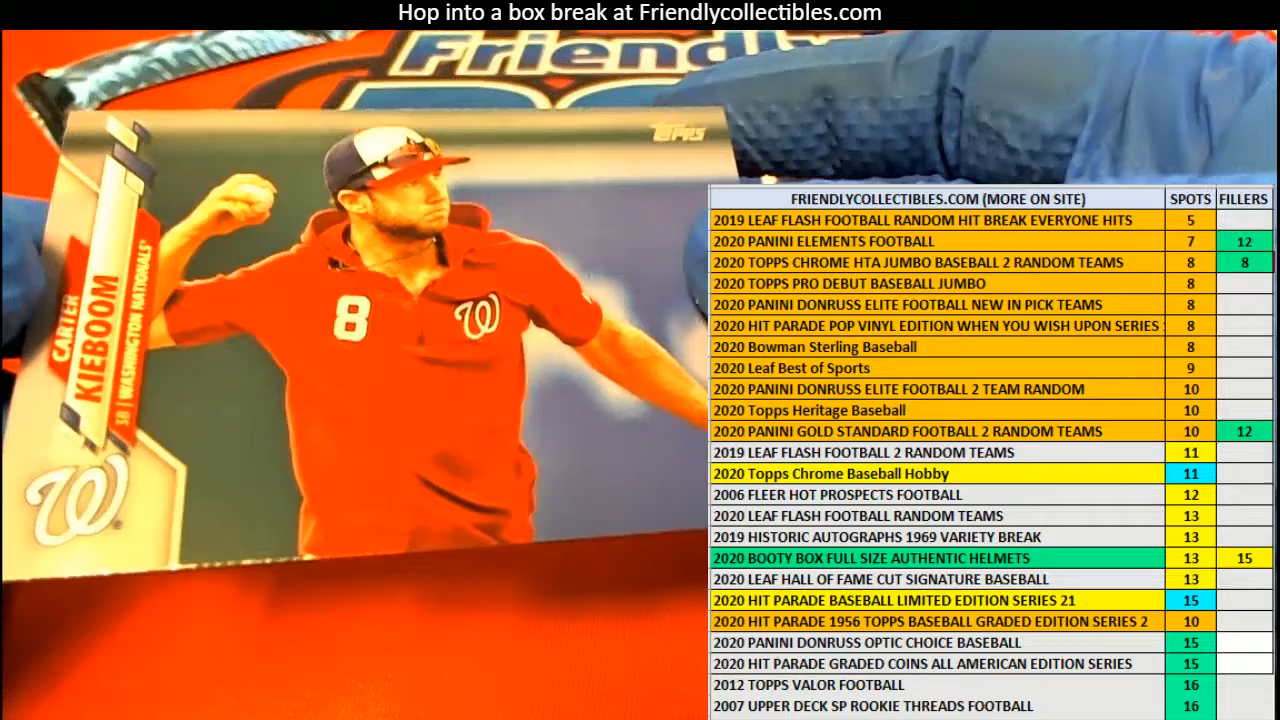 Hop into a box break at Friendlycollectibles.com
Friendly
Topps
CARTER
KIEBOOM
3B | WASHINGTON NATIONALS®
W
8
W
FRIENDLYCOLLECTIBLES.COM (MORE ON SITE) SPOTS FILLERS
2019 LEAF FLASH FOOTBALL RANDOM HIT BREAK EVERYONE HITS 5
2020 PANINI ELEMENTS FOOTBALL 7 12
2020 TOPPS CHROME HTA JUMBO BASEBALL 2 RANDOM TEAMS 8 8
2020 TOPPS PRO DEBUT BASEBALL JUMBO 8
2020 PANINI DONRUSS ELITE FOOTBALL NEW IN PICK TEAMS 8
2020 HIT PARADE POP VINYL EDITION WHEN YOU WISH UPON SERIES 8
2020 Bowman Sterling Baseball 8
2020 Leaf Best of Sports 9
2020 PANINI DONRUSS ELITE FOOTBALL 2 TEAM RANDOM 10
2020 Topps Heritage Baseball 10
2020 PANINI GOLD STANDARD FOOTBALL 2 RANDOM TEAMS 10 12
2019 LEAF FLASH FOOTBALL 2 RANDOM TEAMS 11
2020 Topps Chrome Baseball Hobby 11
2006 FLEER HOT PROSPECTS FOOTBALL 12
2020 LEAF FLASH FOOTBALL RANDOM TEAMS 13
2019 HISTORIC AUTOGRAPHS 1969 VARIETY BREAK 13
2020 BOOTY BOX FULL SIZE AUTHENTIC HELMETS 13 15
2020 LEAF HALL OF FAME CUT SIGNATURE BASEBALL 13
2020 HIT PARADE BASEBALL LIMITED EDITION SERIES 21 15
2020 HIT PARADE 1956 TOPPS BASEBALL GRADED EDITION SERIES 2 10
2020 PANINI DONRUSS OPTIC CHOICE BASEBALL 15
2020 HIT PARADE GRADED COINS ALL AMERICAN EDITION SERIES 15
2012 TOPPS VALOR FOOTBALL 16
2007 UPPER DECK SP ROOKIE THREADS FOOTBALL 16